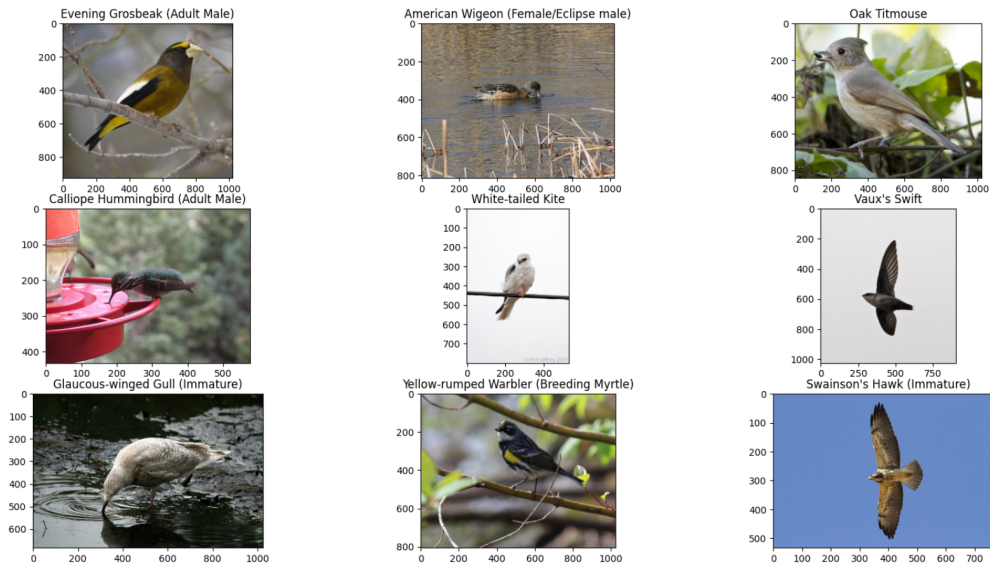 Evening Grosbeak (Adult Male)
American Wigeon (Female/Eclipse male)
Oak Titmouse
0
200
400
600
800
0 200 400 600 800 1000
0
200
400
600
800
0 200 400 600 800 1000
0
200
400
600
800
0 200 400 600 800 1000
Calliope Hummingbird (Adult Male)
White-tailed Kite
Vaux's Swift
0
100
200
300
400
0 100 200 300 400 500
0
100
200
300
400
500
600
700
0 200 400
0
200
400
600
800
1000
0 250 500 750
Glaucous-winged Gull (Immature)
Yellow-rumped Warbler (Breeding Myrtle)
Swainson's Hawk (Immature)
0
100
200
300
400
500
600
0 200 400 600 800 1000
0
200
400
600
800
0 200 400 600 800 1000
0
100
200
300
400
500
0 100 200 300 400 500 600 700